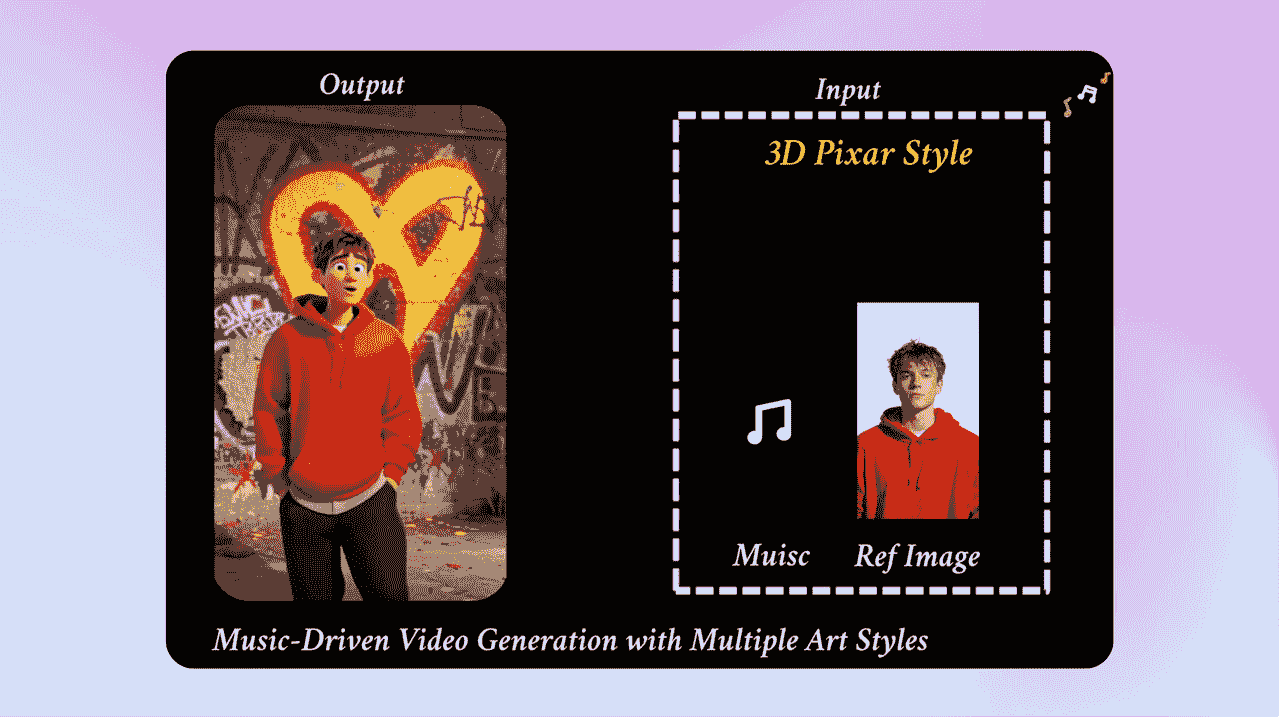 Output
Input
3D Pixar Style
Muisc
Ref Image
Music-Driven Video Generation with Multiple Art Styles